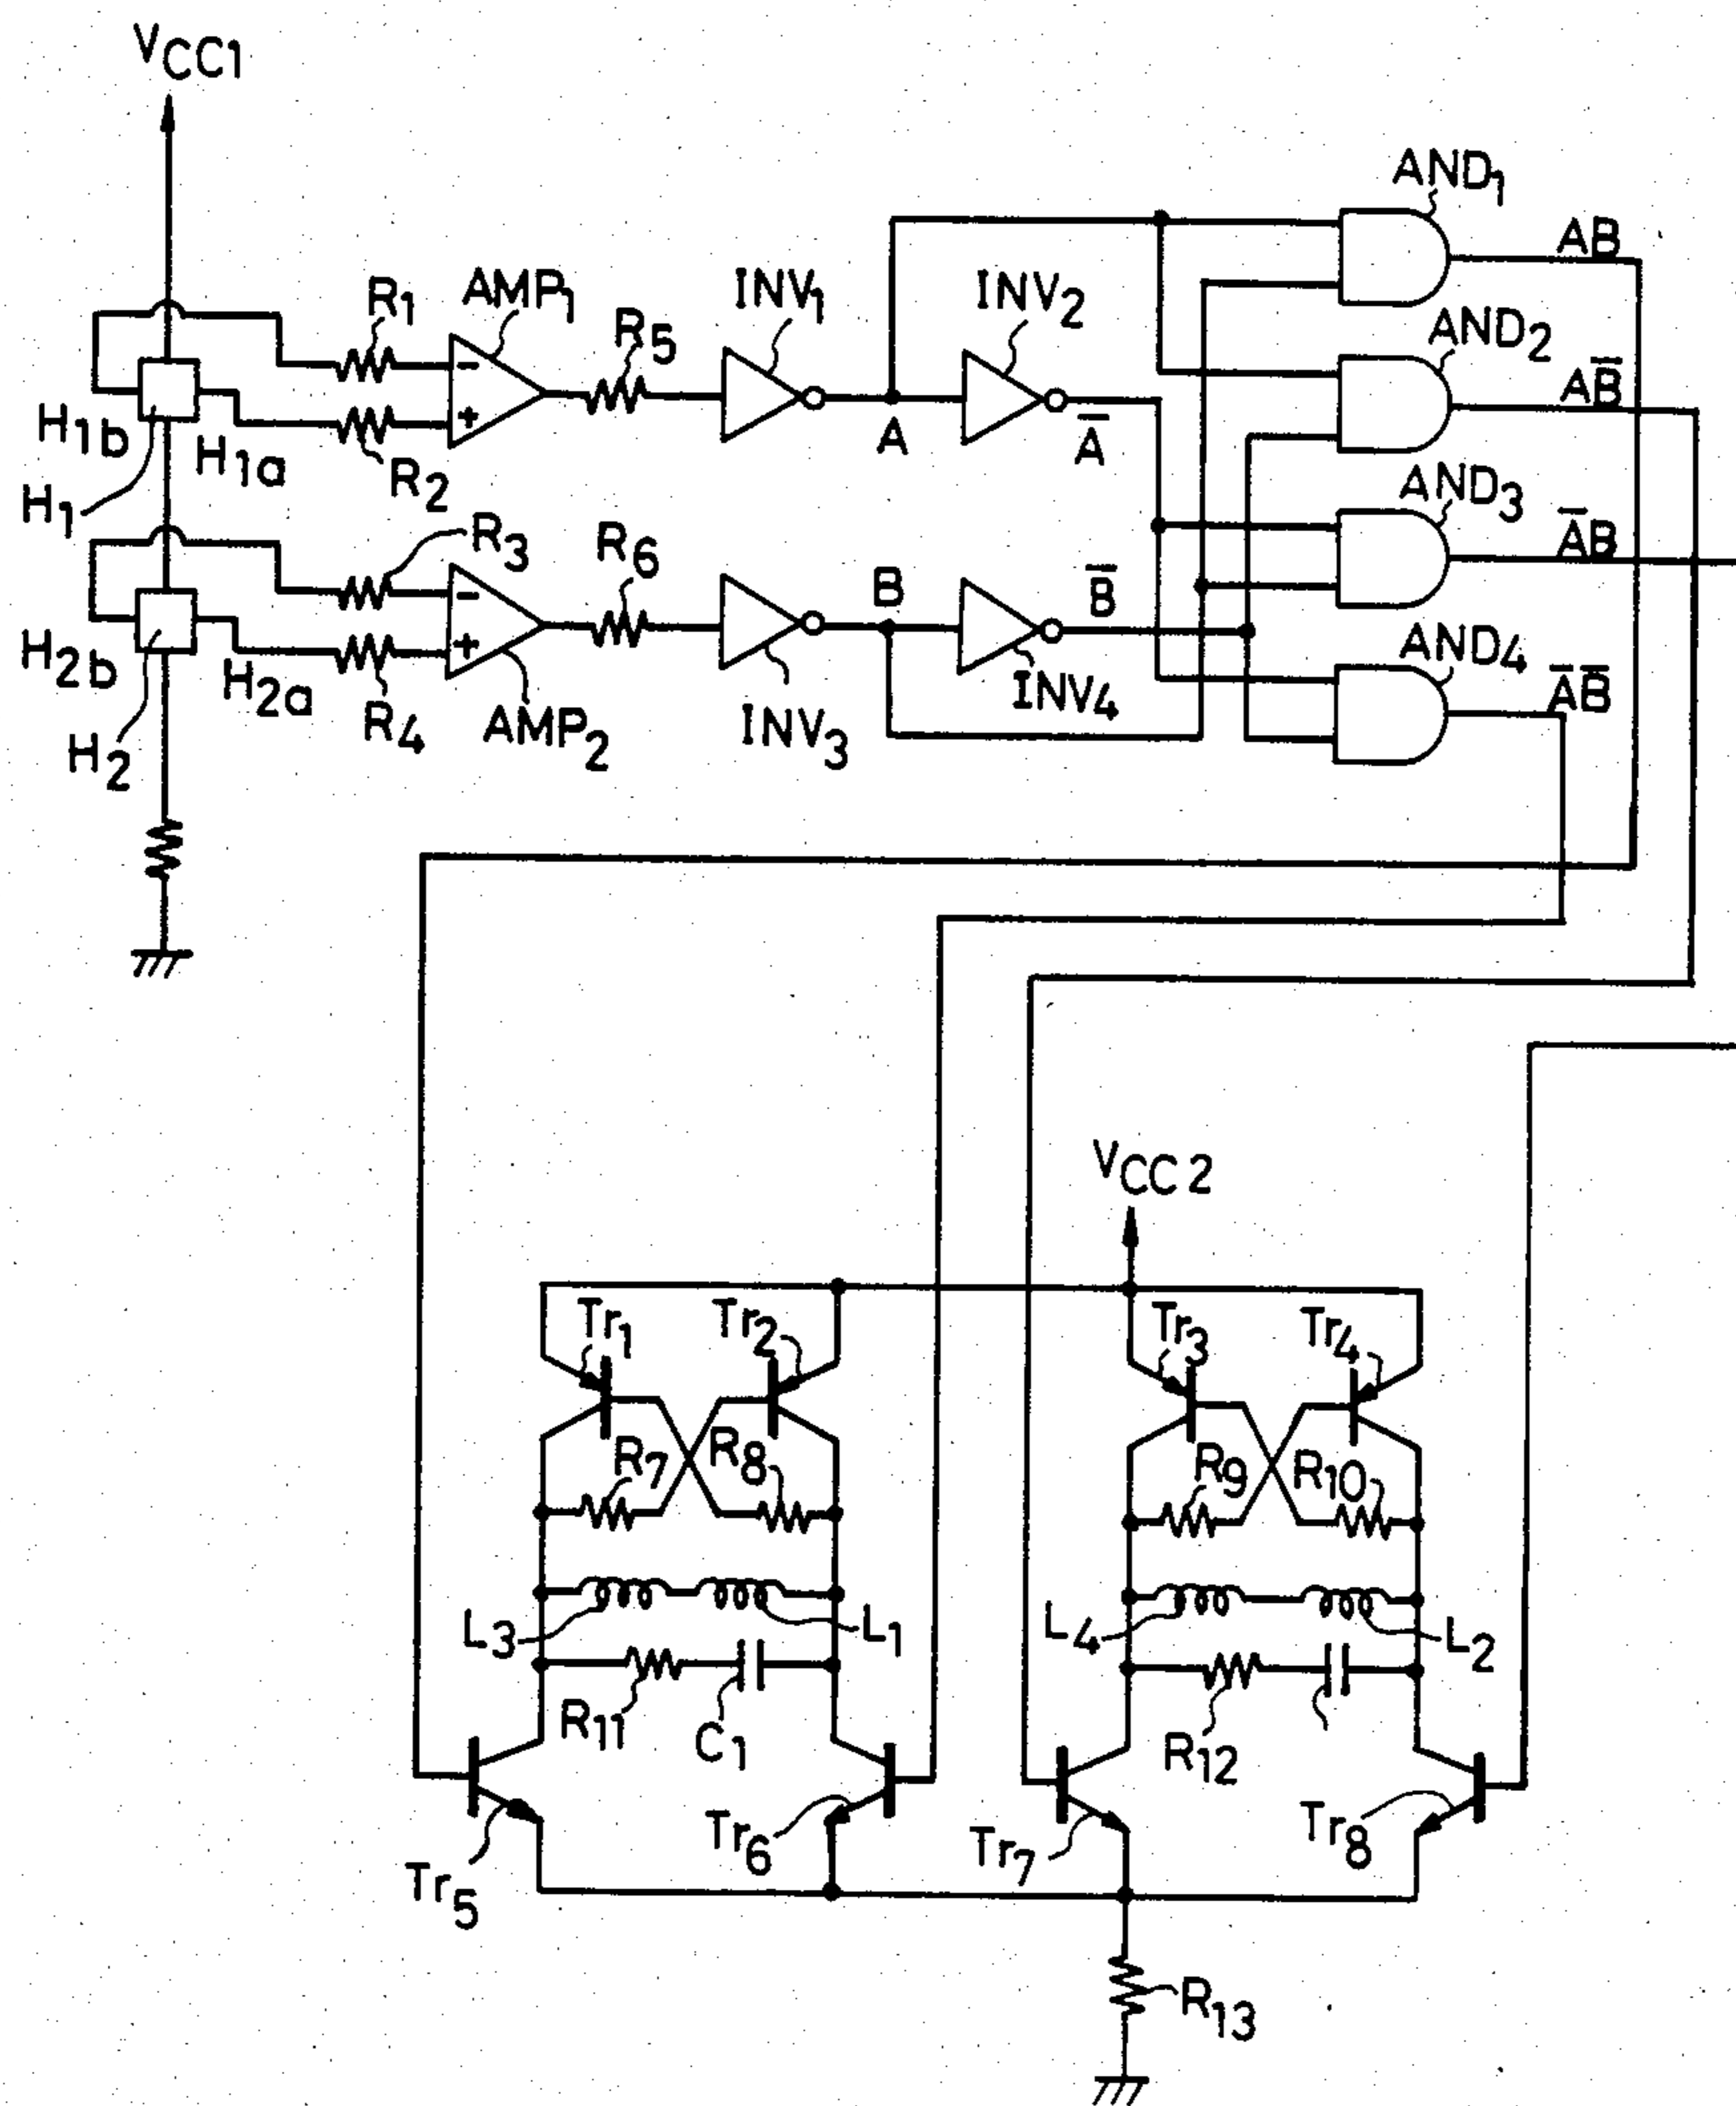 VCC1
AND1
AB
R1
AMP1
INV1
INV2
R5
AND2
AB̅
H1b
H1a
R2
A
A̅
H1
AND3
A̅B
R3
R6
B
B̅
AND4
A̅B̅
H2b
H2a
R4
AMP2
INV3
INV4
H2
-
+
-
+
VCC2
Tr1
Tr2
Tr3
Tr4
R7
R8
R9
R10
L3
L1
L4
L2
R11
C1
R12
Tr5
Tr6
Tr7
Tr8
R13